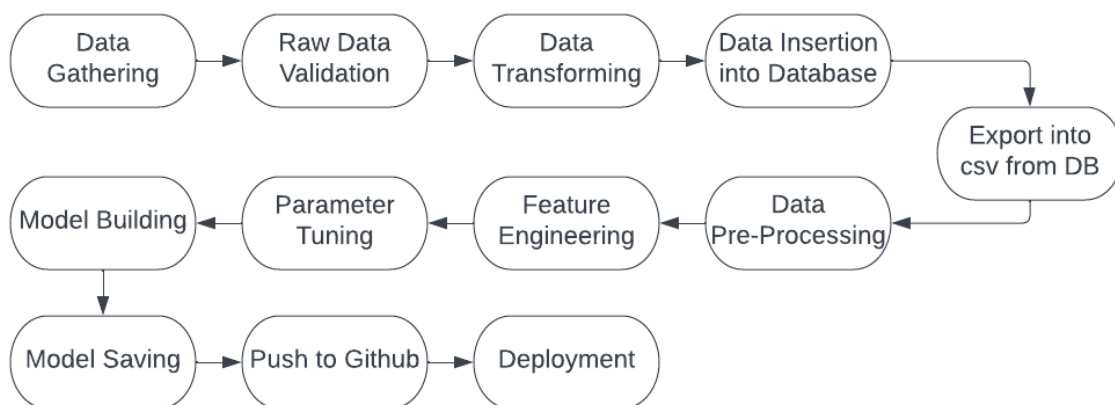 Data
Gathering
Raw Data
Validation
Data
Transforming
Data Insertion
into Database
Export into
csv from DB
Data
Pre-Processing
Feature
Engineering
Parameter
Tuning
Model Building
Model Saving
Push to Github
Deployment